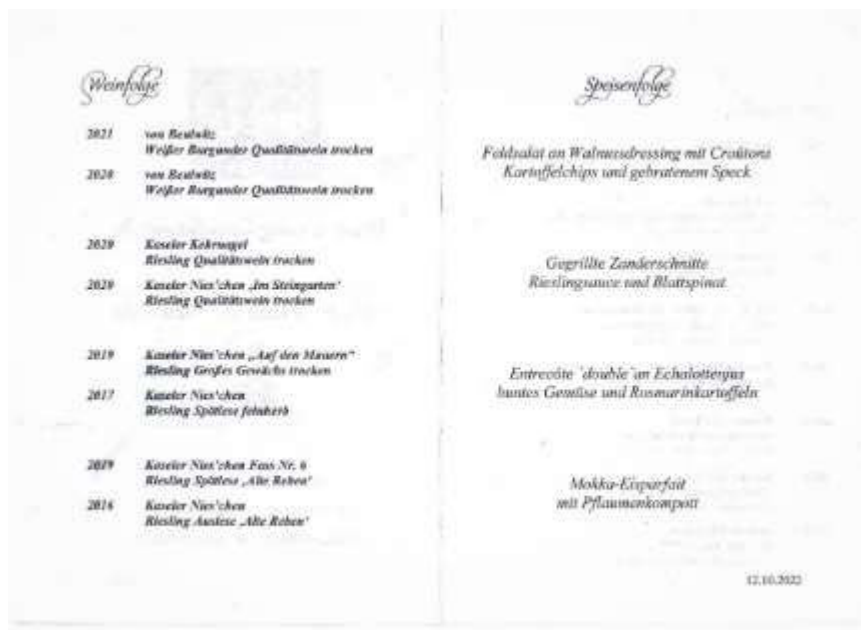 Weinfolge
2021 von Beulwitz
Weißer Burgunder Qualitätswein trocken
2020 von Beulwitz
Weißer Burgunder Qualitätswein trocken
2020 Kaseler Kehrnagel
Riesling Qualitätswein trocken
2020 Kaseler Nies'chen „Im Steingarten“
Riesling Qualitätswein trocken
2019 Kaseler Nies'chen „Auf den Mauern“
Riesling Großes Gewächs trocken
2017 Kaseler Nies'chen
Riesling Spätlese feinherb
2019 Kaseler Nies'chen Fass Nr. 6
Riesling Spätlese „Alte Reben“
2016 Kaseler Nies'chen
Riesling Auslese „Alte Reben“
Speisenfolge
Feldsalat an Walnussdressing mit Croûtons
Kartoffelchips und gebratenem Speck
Gegrillte Zanderschnitte
Rieslingsauce und Blattspinat
Entrecôte ´double´an Echalottenjus
buntes Gemüse und Rosmarinkartoffeln
Mokka-Eisparfait
mit Pflaumenkompott
12.10.2022